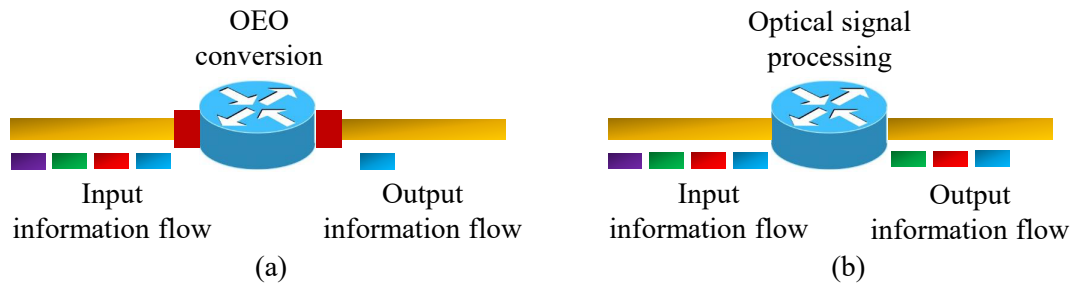 OEO
conversion
Input
information flow
Output
information flow
(a)
Optical signal
processing
Input
information flow
Output
information flow
(b)